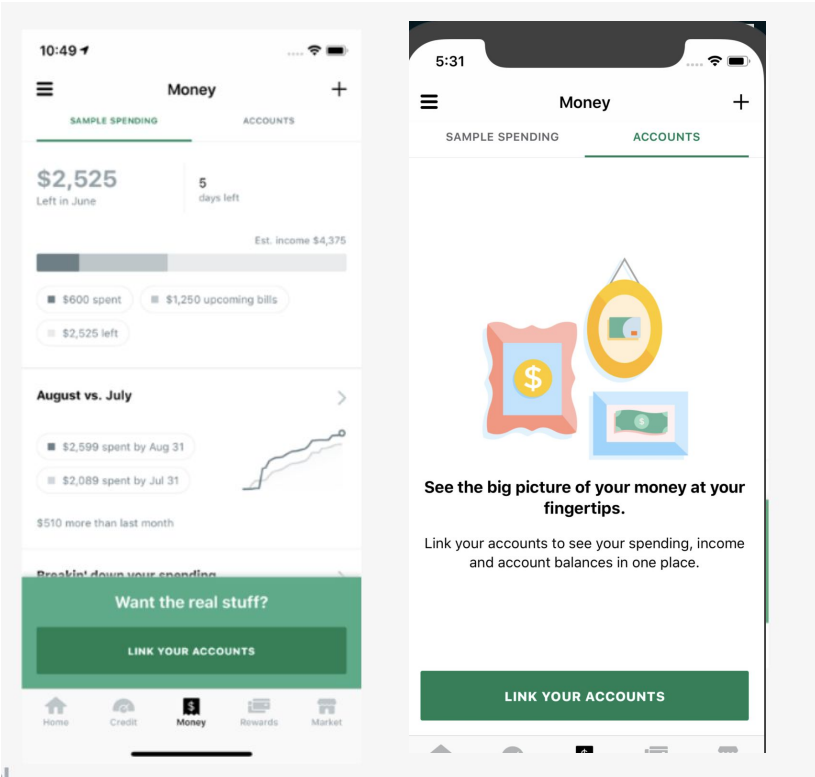 10:49
Money
SAMPLE SPENDING ACCOUNTS
$2,525
Left in June
5
days left
Est. income $4,375
$600 spent
$1,250 upcoming bills
$2,525 left
August vs. July
$2,599 spent by Aug 31
$2,089 spent by Jul 31
$510 more than last month
Breakin' down your spending
Want the real stuff?
LINK YOUR ACCOUNTS
Home Credit Money Rewards Market
5:31
Money
SAMPLE SPENDING ACCOUNTS
$
$
See the big picture of your money at your
fingertips.
Link your accounts to see your spending, income
and account balances in one place.
LINK YOUR ACCOUNTS